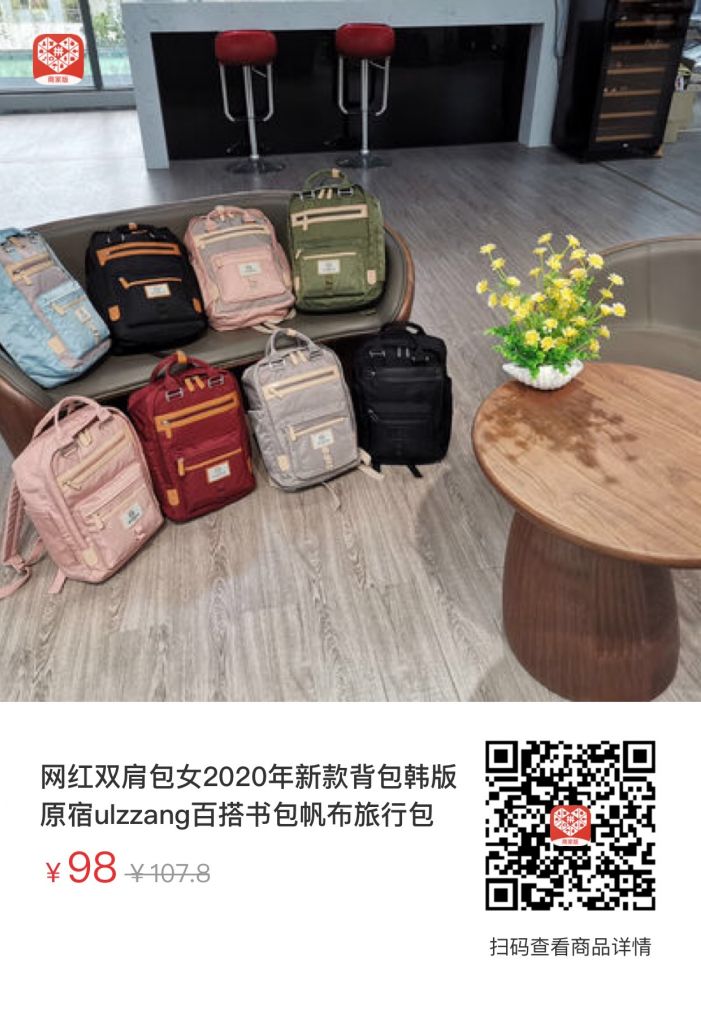 拼
商家版
网红双肩包女2020年新款背包韩版
原宿ulzzang百搭书包帆布旅行包
¥98 ¥107.8
拼
商家版
扫码查看商品详情